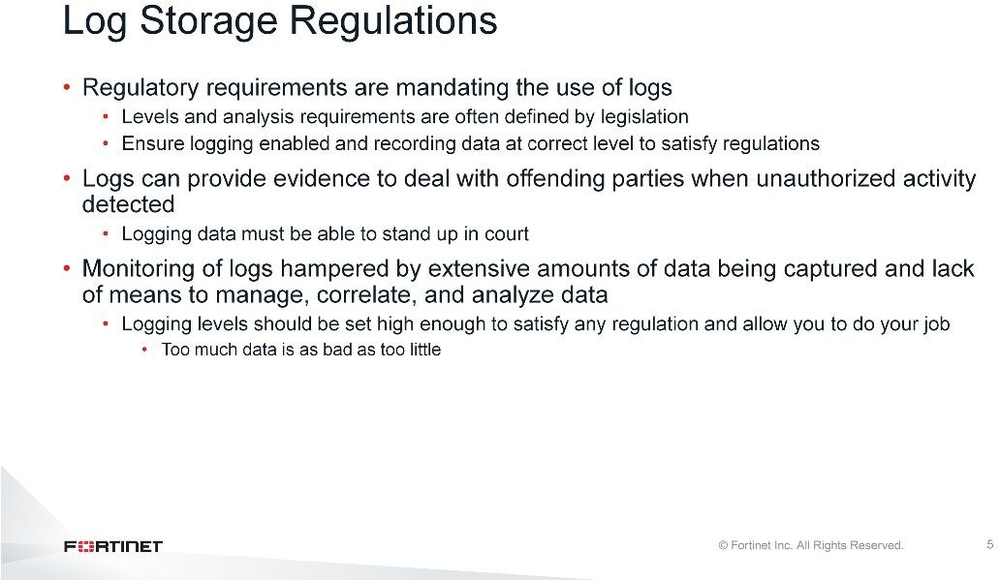 Log Storage Regulations
• Regulatory requirements are mandating the use of logs
• Levels and analysis requirements are often defined by legislation
• Ensure logging enabled and recording data at correct level to satisfy regulations
• Logs can provide evidence to deal with offending parties when unauthorized activity
detected
• Logging data must be able to stand up in court
• Monitoring of logs hampered by extensive amounts of data being captured and lack
of means to manage, correlate, and analyze data
• Logging levels should be set high enough to satisfy any regulation and allow you to do your job
• Too much data is as bad as too little
FORTINET
© Fortinet Inc. All Rights Reserved.
5